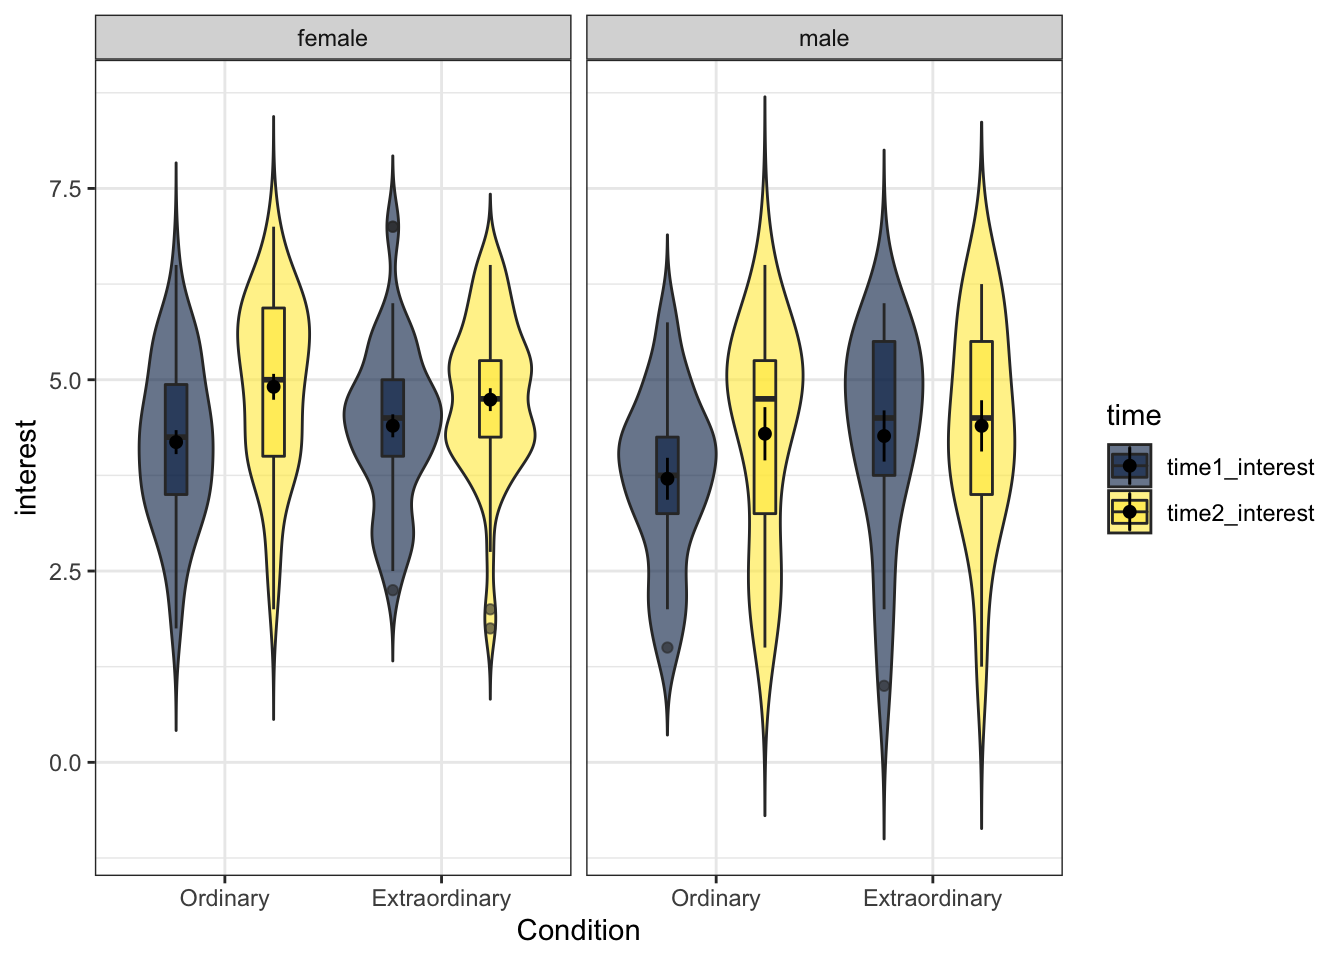 female
male
7.5
5.0
2.5
0.0
interest
Ordinary
Extraordinary
Ordinary
Extraordinary
Condition
time
time1_interest
time2_interest